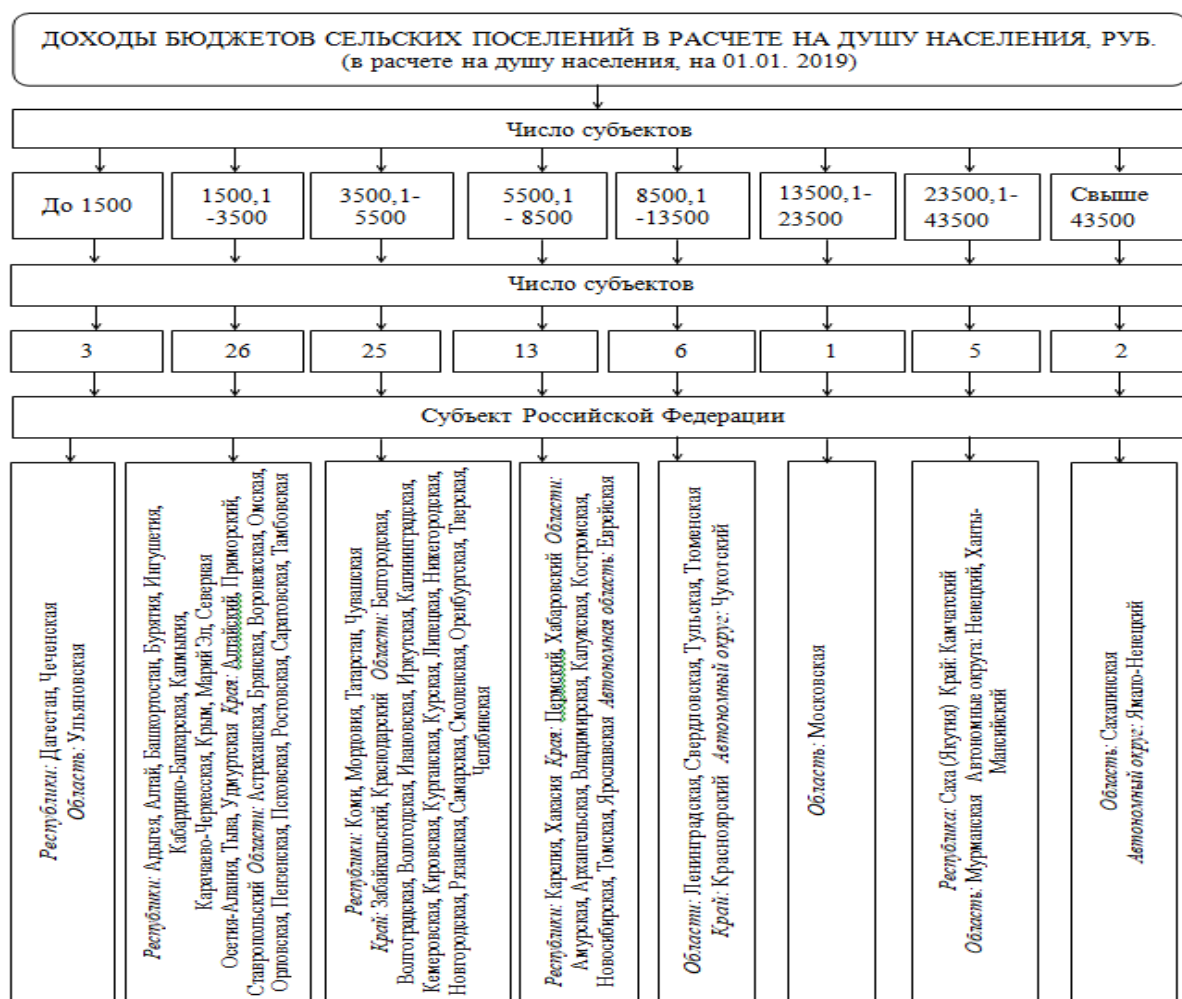 ДОХОДЫ БЮДЖЕТОВ СЕЛЬСКИХ ПОСЕЛЕНИЙ В РАСЧЕТЕ НА ДУШУ НАСЕЛЕНИЯ, РУБ.
(в расчете на душу населения, на 01.01. 2019)
Число субъектов
До 1500
1500,1
-3500
3500,1-
5500
5500,1
- 8500
8500,1
-13500
13500,1-
23500
23500,1-
43500
Свыше
43500
Число субъектов
3
26
25
13
6
1
5
2
Субъект Российской Федерации
Республики: Дагестан, Чеченская
Область: Ульяновская
Республики: Адыгея, Алтай, Башкортостан, Бурятия, Ингушетия,
Кабардино-Балкарская, Калмыкия,
Карачаево-Черкесская, Крым, Марий Эл, Северная
Осетия-Алания, Тыва, Удмуртская Края: Алтайский, Приморский,
Ставропольский Области: Астраханская, Брянская, Воронежская, Омская,
Орловская, Пензенская, Псковская, Ростовская, Саратовская, Тамбовская
Республики: Коми, Мордовия, Татарстан, Чувашская
Край: Забайкальский, Краснодарский Области: Белгородская,
Волгоградская, Вологодская, Ивановская, Иркутская, Калининградская,
Кемеровская, Кировская, Курганская, Курская, Липецкая, Нижегородская,
Новгородская, Рязанская, Самарская, Смоленская, Оренбургская, Тверская,
Челябинская
Республики: Карелия, Хакасия Края: Пермский, Хабаровский Области:
Амурская, Архангельская, Владимирская, Калужская, Костромская,
Новосибирская, Томская, Ярославская Автономная область: Еврейская
Области: Ленинградская, Свердловская, Тульская, Тюменская
Край: Красноярский Автономный округ: Чукотский
Область: Московская
Республика: Саха (Якутия) Край: Камчатский
Область: Мурманская Автономные округа: Ненецкий, Ханты-
Мансийский
Область: Сахалинская
Автономный округ: Ямало-Ненецкий